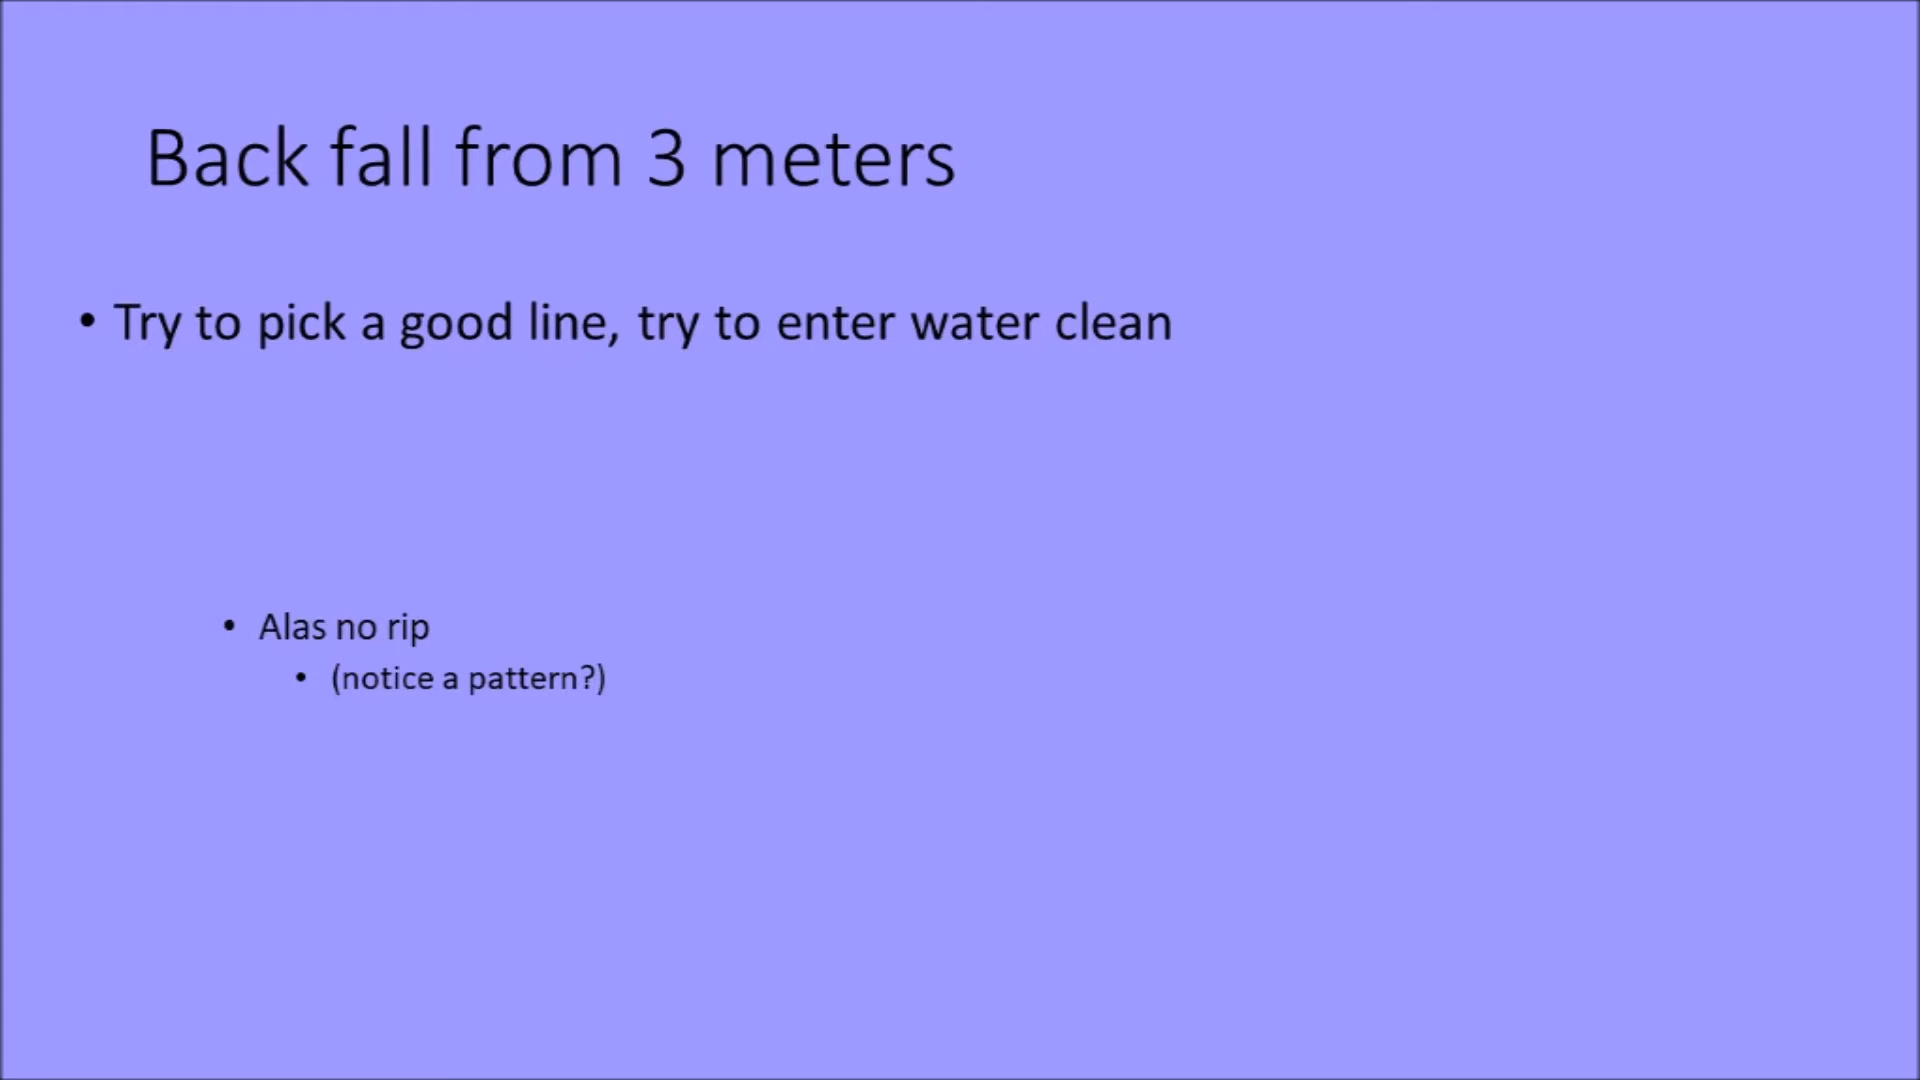 Back fall from 3 meters
• Try to pick a good line, try to enter water clean
• Alas no rip
• (notice a pattern?)